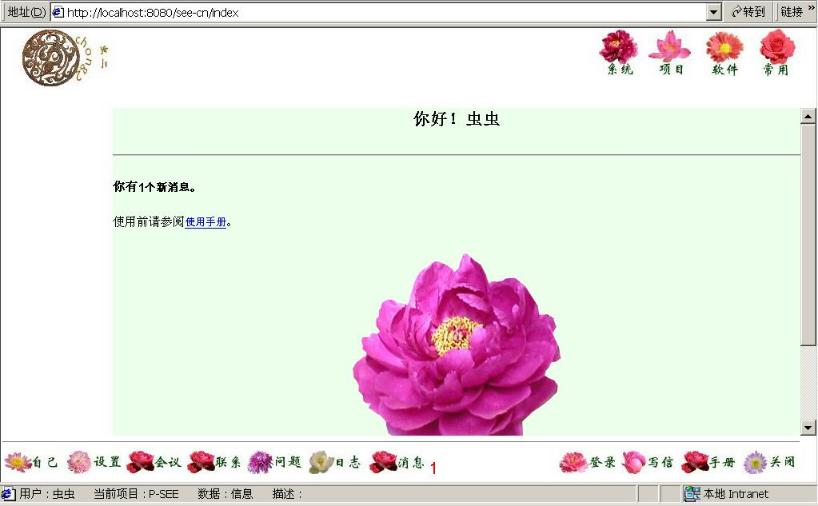 地址(D) http://localhost:8080/see-cn/index 转到 链接 »
chong2
系统 项目 软件 常用
你好！虫虫
你有1个新消息。
使用前请参阅使用手册。
自己 设置 会议 联系 问题 日志 消息 1 登录 写信 手册 关闭
用户：虫虫 当前项目：P-SEE 数据：信息 描述： 本地 Intranet